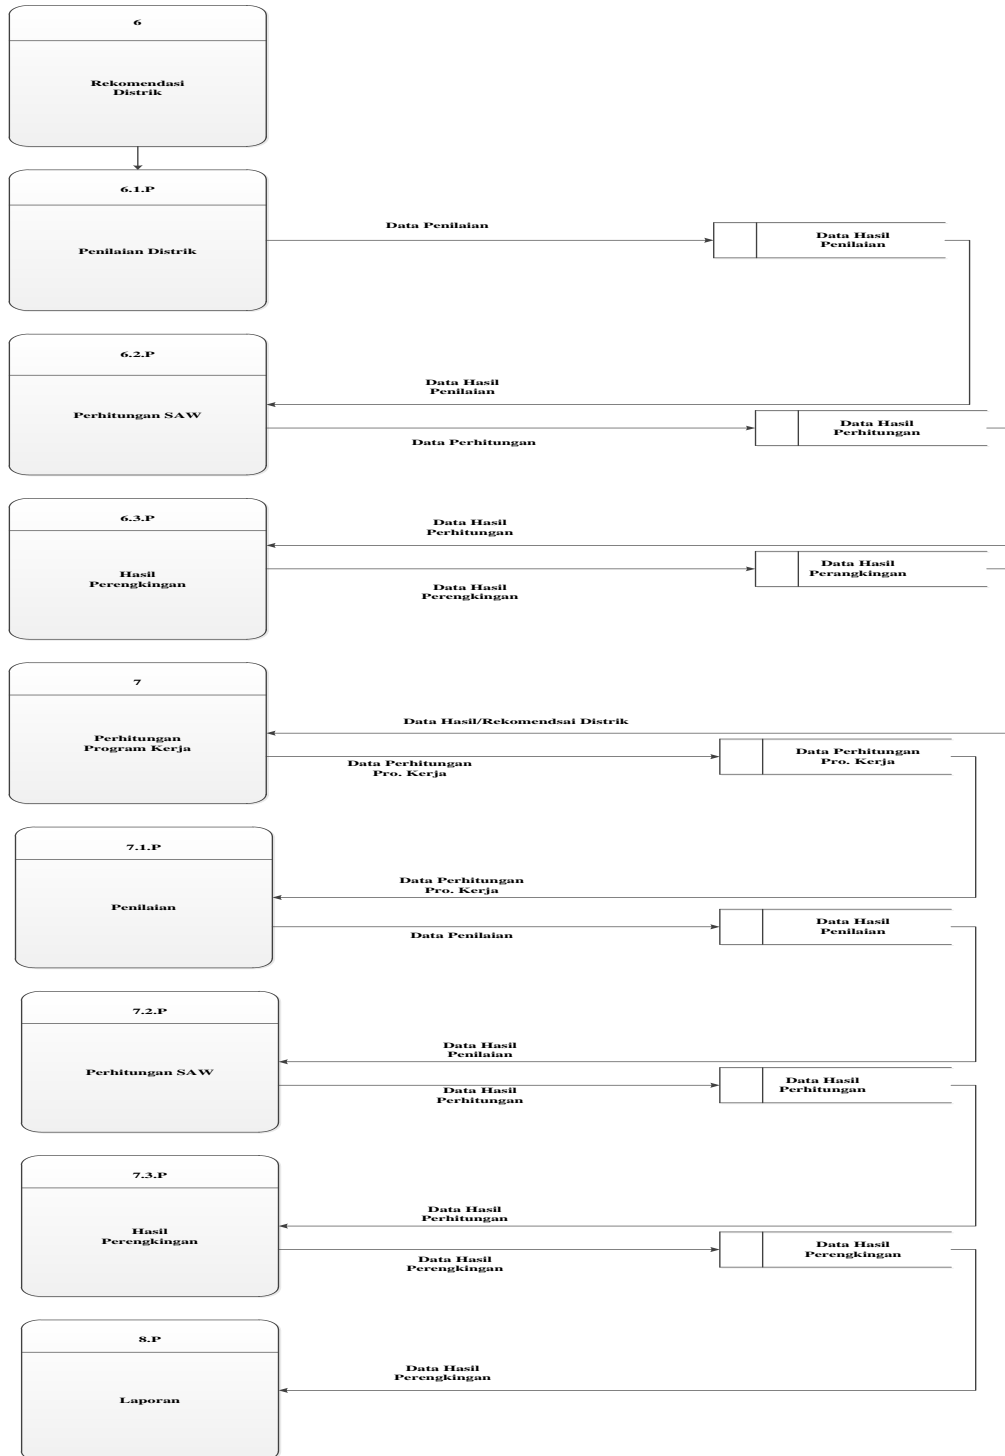 6
Rekomendasi
Distrik
6.1.P
Penilaian Distrik
Data Penilaian
Data Hasil
Penilaian
6.2.P
Perhitungan SAW
Data Hasil
Penilaian
Data Perhitungan
Data Hasil
Perhitungan
6.3.P
Hasil
Perengkingan
Data Hasil
Perhitungan
Data Hasil
Perengkingan
Data Hasil
Perangkingan
7
Perhitungan
Program Kerja
Data Hasil/Rekomendsai Distrik
Data Perhitungan
Pro. Kerja
Data Perhitungan
Pro. Kerja
7.1.P
Penilaian
Data Perhitungan
Pro. Kerja
Data Penilaian
Data Hasil
Penilaian
7.2.P
Perhitungan SAW
Data Hasil
Penilaian
Data Hasil
Perhitungan
Data Hasil
Perhitungan
7.3.P
Hasil
Perengkingan
Data Hasil
Perhitungan
Data Hasil
Perengkingan
Data Hasil
Perengkingan
8.P
Laporan
Data Hasil
Perengkingan